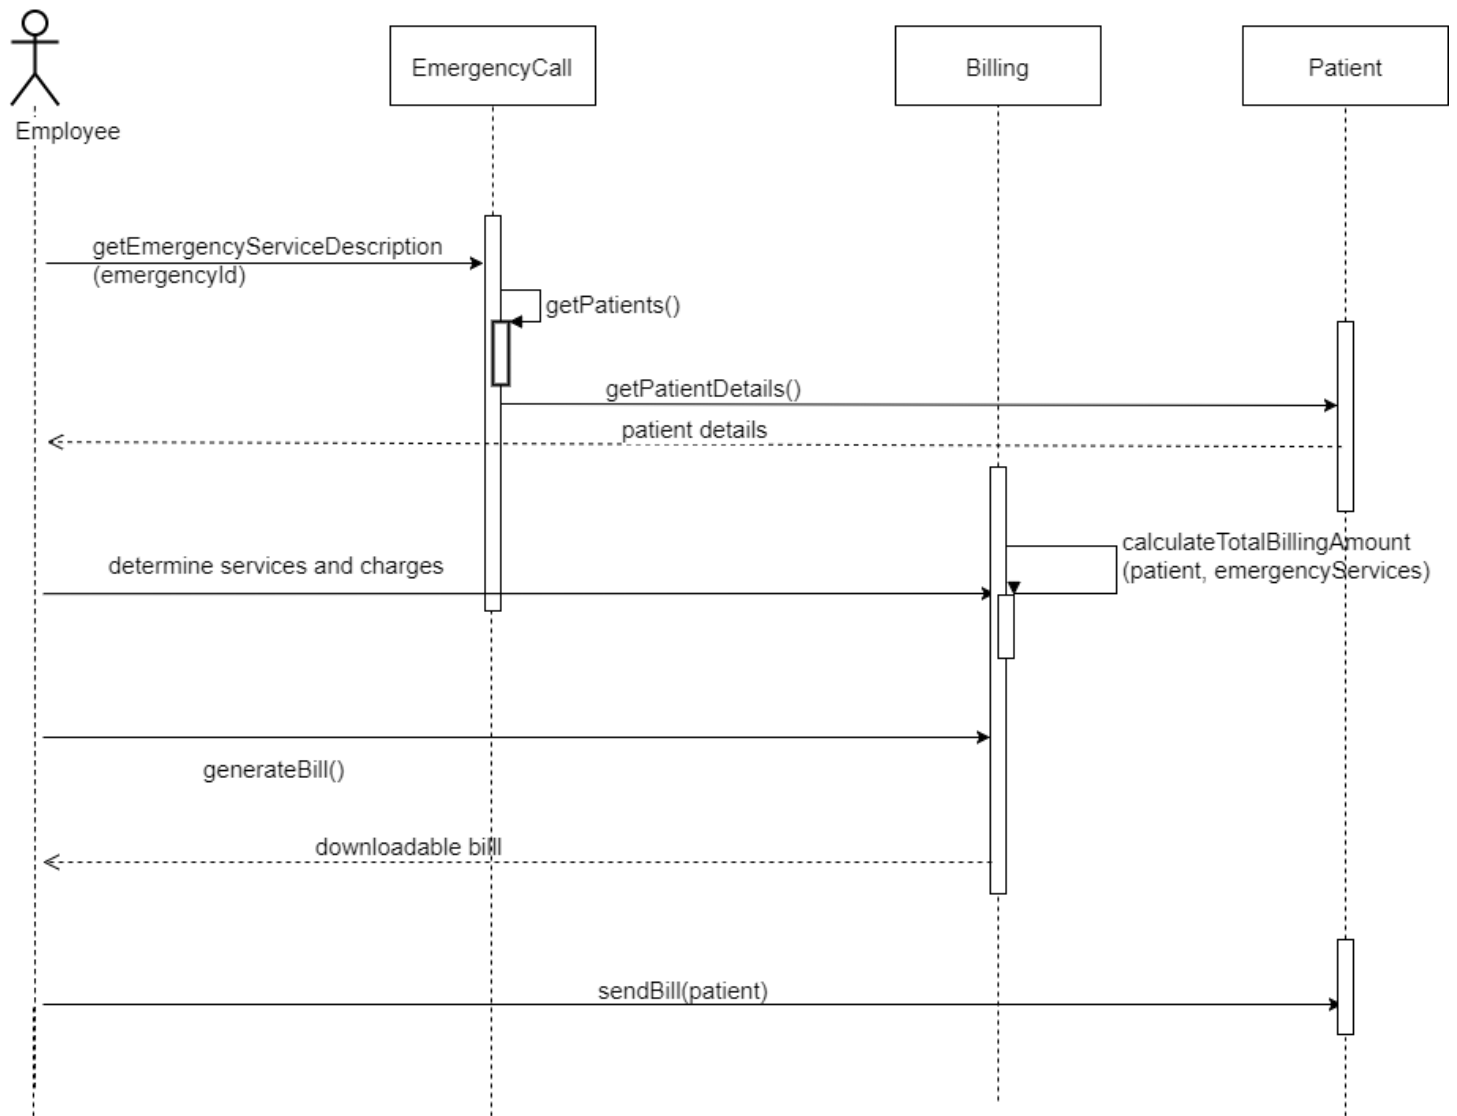 Employee
EmergencyCall
Billing
Patient
getEmergencyServiceDescription
(emergencyId)
getPatients()
getPatientDetails()
patient details
calculateTotalBillingAmount
(patient, emergencyServices)
determine services and charges
generateBill()
downloadable billl
sendBill(patient)